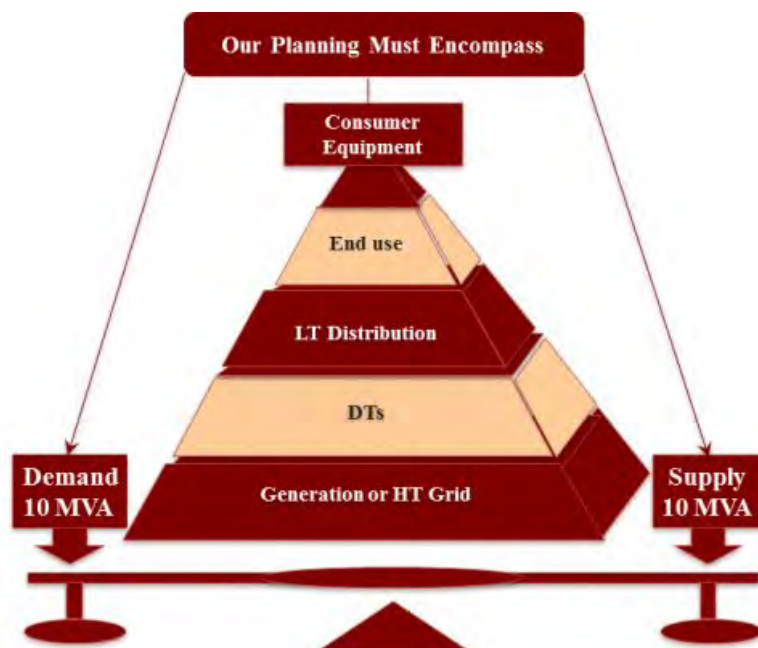 Our Planning Must Encompass
Consumer
Equipment
End use
LT Distribution
DTs
Generation or HT Grid
Demand
10 MVA
Supply
10 MVA